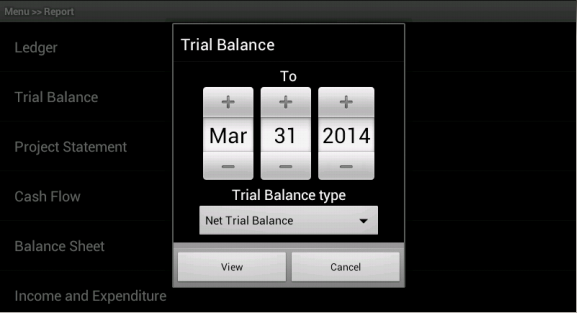 Menu >> Report
Ledger
Trial Balance
Project Statement
Cash Flow
Balance Sheet
Income and Expenditure
Trial Balance
To
+ + +
Mar 31 2014
− − −
Trial Balance type
Net Trial Balance
View Cancel